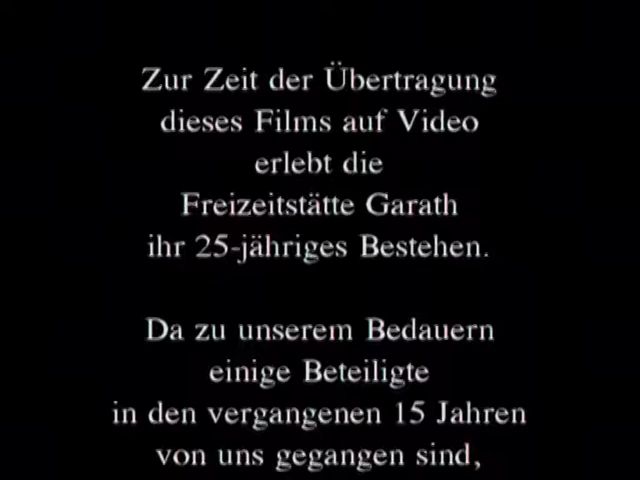 Zur Zeit der Übertragung
dieses Films auf Video
erlebt die
Freizeitstätte Garath
ihr 25-jähriges Bestehen.
Da zu unserem Bedauern
einige Beteiligte
in den vergangenen 15 Jahren
von uns gegangen sind,